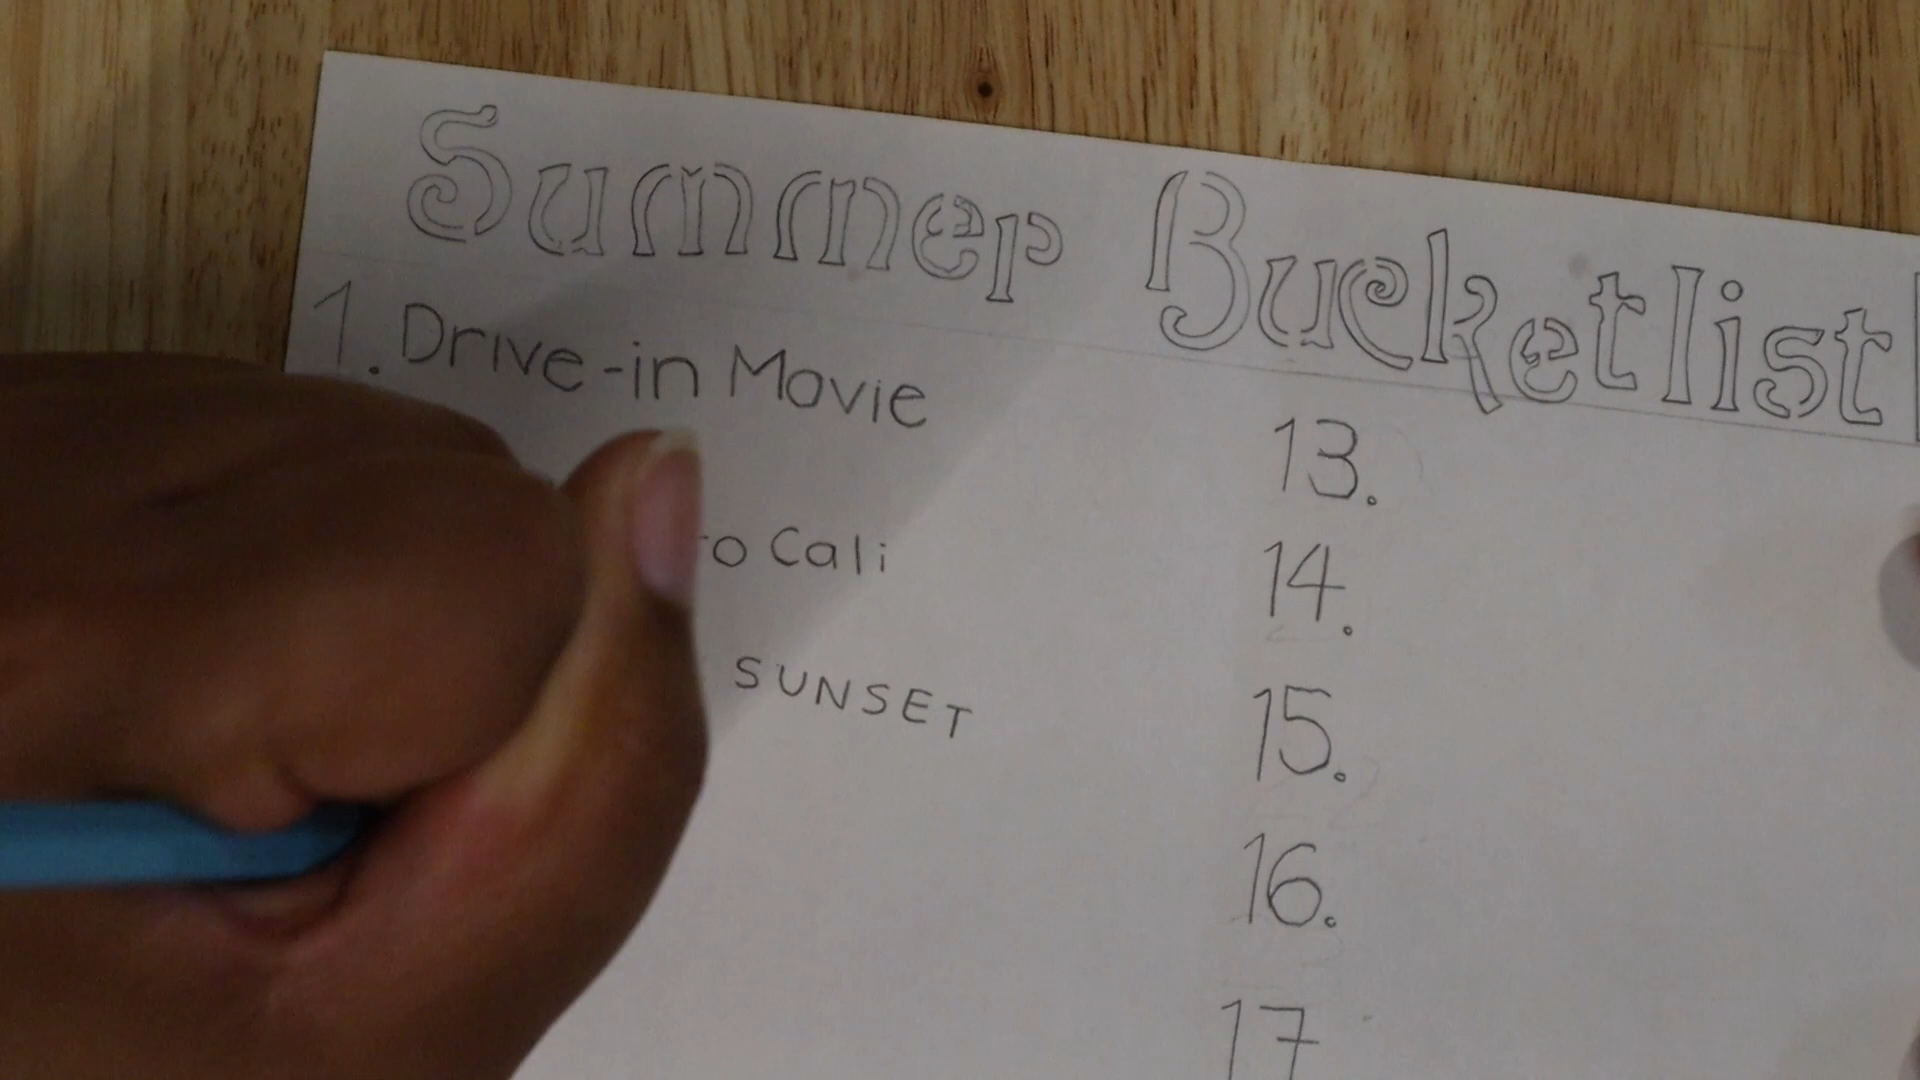 Summer Bucketlist
1. Drive-in Movie
Cali
SUNSET
13.
14.
15.
16.
17